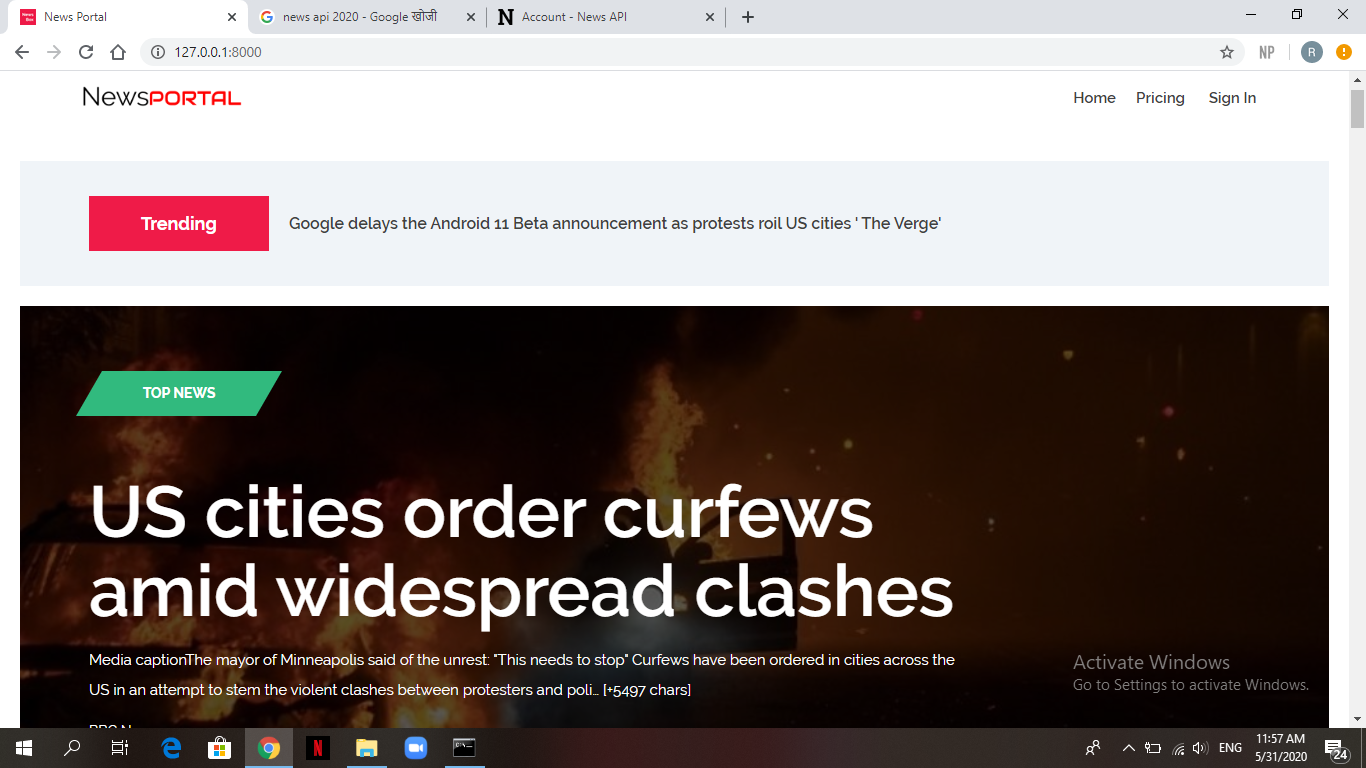 News Portal
news api 2020 - Google खोजी
Account - News API
127.0.0.1:8000
NP
R
NewsPORTAL
Home
Pricing
Sign In
Trending
Google delays the Android 11 Beta announcement as protests roil US cities ' The Verge'
TOP NEWS
US cities order curfews
amid widespread clashes
Media captionThe mayor of Minneapolis said of the unrest: "This needs to stop" Curfews have been ordered in cities across the
US in an attempt to stem the violent clashes between protesters and poli… [+5497 chars]
Activate Windows
Go to Settings to activate Windows.
ENG
11:57 AM
5/31/2020
24